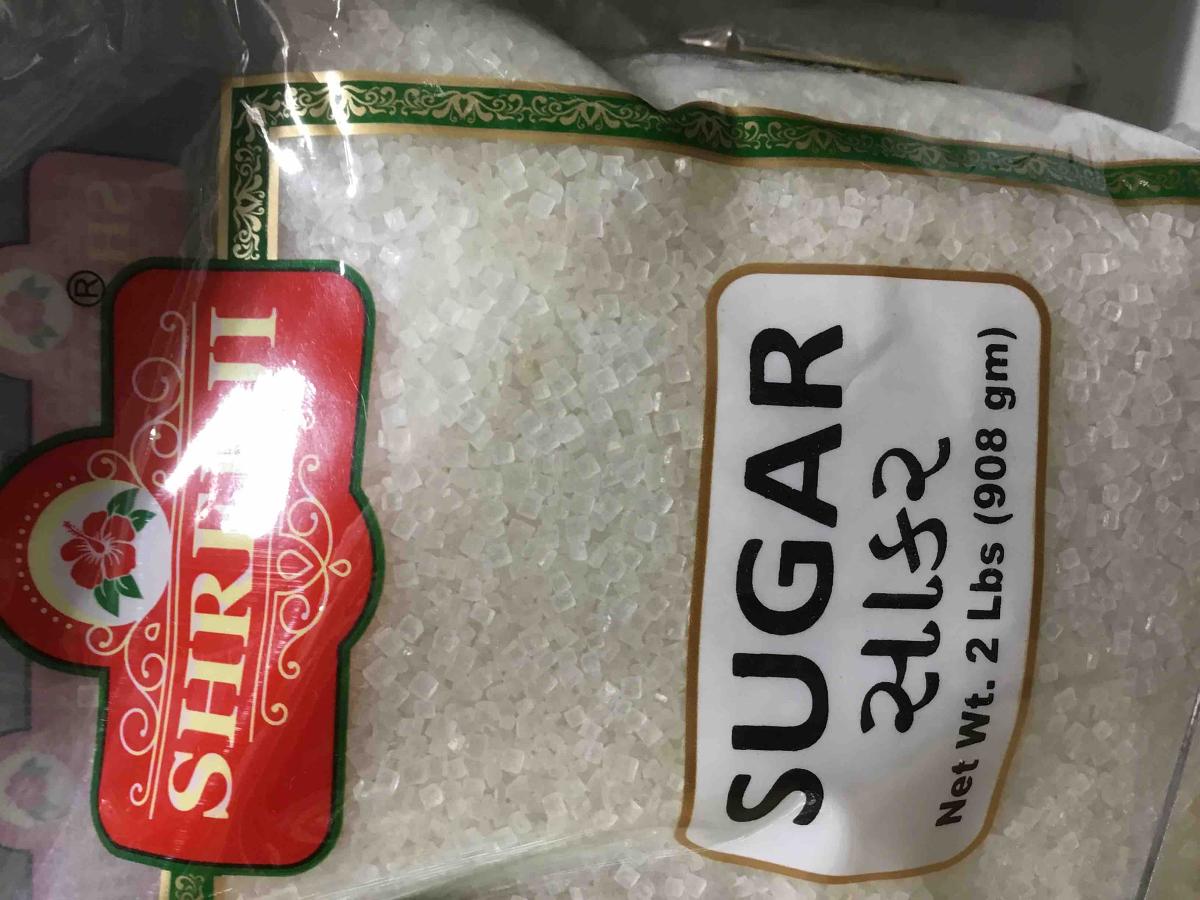 SHREEJI
®
SUGAR
સાકર
Net Wt. 2 Lbs (908 gm)